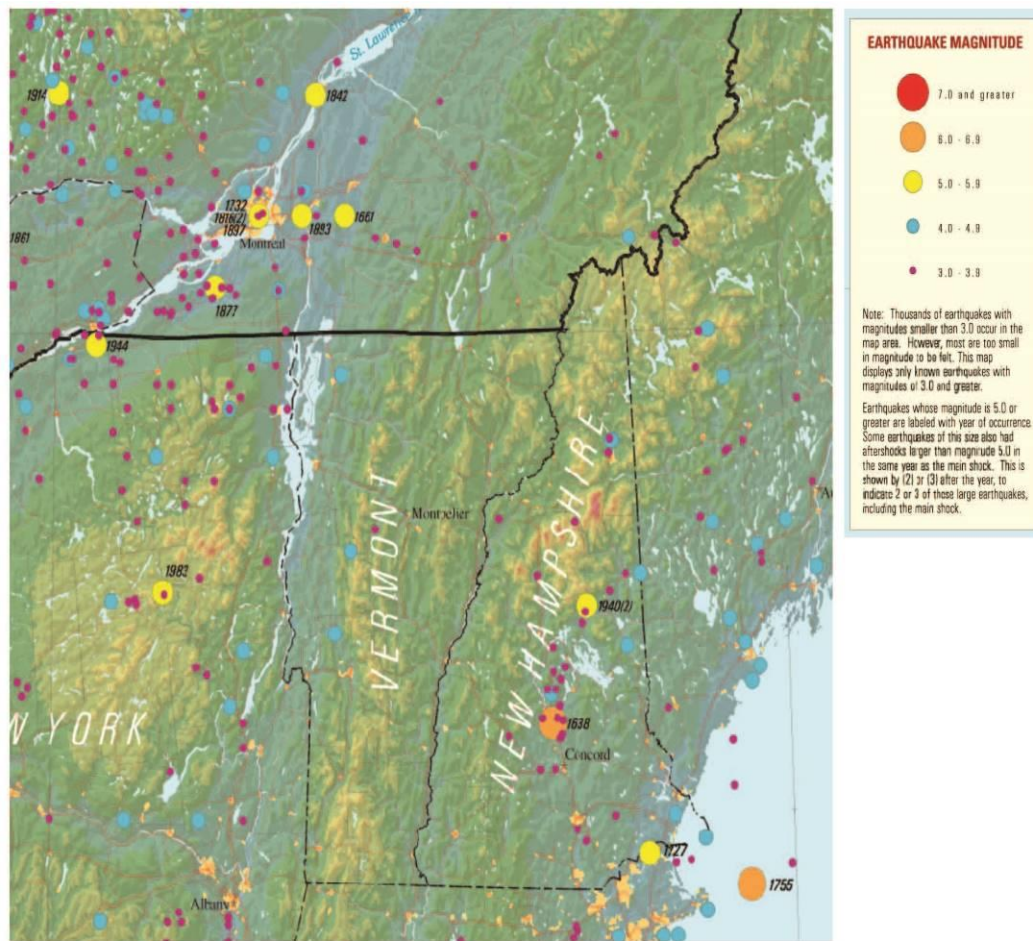 St. Lawrence
1914
1842
1732
1816(2)
1897
1893
1661
1861
Montreal
1877
1944
VERMONT
Montpelier
NEW HAMPSHIRE
1983
1940(2)
N YORK
1638
Concord
1727
1755
Albany
EARTHQUAKE MAGNITUDE
7.0 and greater
6.0 - 6.9
5.0 - 5.9
4.0 - 4.9
3.0 - 3.9
Note: Thousands of earthquakes with
magnitudes smaller than 3.0 occur in the
map area. However, most are too small
in magnitude to be felt. This map
displays only known earthquakes with
magnitudes of 3.0 and greater.
Earthquakes whose magnitude is 5.0 or
greater are labeled with year of occurrence.
Some earthquakes of this size also had
aftershocks larger than magnitude 5.0 in
the same year as the main shock. This is
shown by (2) or (3) after the year, to
indicate 2 or 3 of these large earthquakes,
including the main shock.